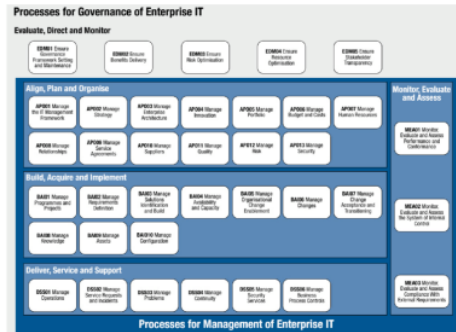 Processes for Governance of Enterprise IT
Evaluate, Direct and Monitor
EDM01 Ensure
Governance
Framework Setting
and Maintenance
EDM02 Ensure
Benefits Delivery
EDM03 Ensure
Risk Optimisation
EDM04 Ensure
Resource
Optimisation
EDM05 Ensure
Stakeholder
Transparency
Align, Plan and Organise
APO01 Manage
the IT Management
Framework
APO02 Manage
Strategy
APO03 Manage
Enterprise
Architecture
APO04 Manage
Innovation
APO05 Manage
Portfolio
APO06 Manage
Budget and Costs
APO07 Manage
Human Resources
APO08 Manage
Relationships
APO09 Manage
Service
Agreements
APO10 Manage
Suppliers
APO11 Manage
Quality
APO12 Manage
Risk
APO13 Manage
Security
Build, Acquire and Implement
BAI01 Manage
Programmes and
Projects
BAI02 Manage
Requirements
Definition
BAI03 Manage
Solutions
Identification
and Build
BAI04 Manage
Availability
and Capacity
BAI05 Manage
Organisational
Change
Enablement
BAI06 Manage
Changes
BAI07 Manage
Change
Acceptance and
Transitioning
BAI08 Manage
Knowledge
BAI09 Manage
Assets
BAI010 Manage
Configuration
Deliver, Service and Support
DSS01 Manage
Operations
DSS02 Manage
Service Requests
and Incidents
DSS03 Manage
Problems
DSS04 Manage
Continuity
DSS05 Manage
Security
Services
DSS06 Manage
Business
Process Controls
Monitor, Evaluate
and Assess
MEA01 Monitor
Evaluate and Assess
Performance and
Conformance
MEA02 Monitor
Evaluate and Assess
the System of Internal
Control
MEA03 Monitor
Evaluate and Assess
Compliance With
External Requirements
Processes for Management of Enterprise IT